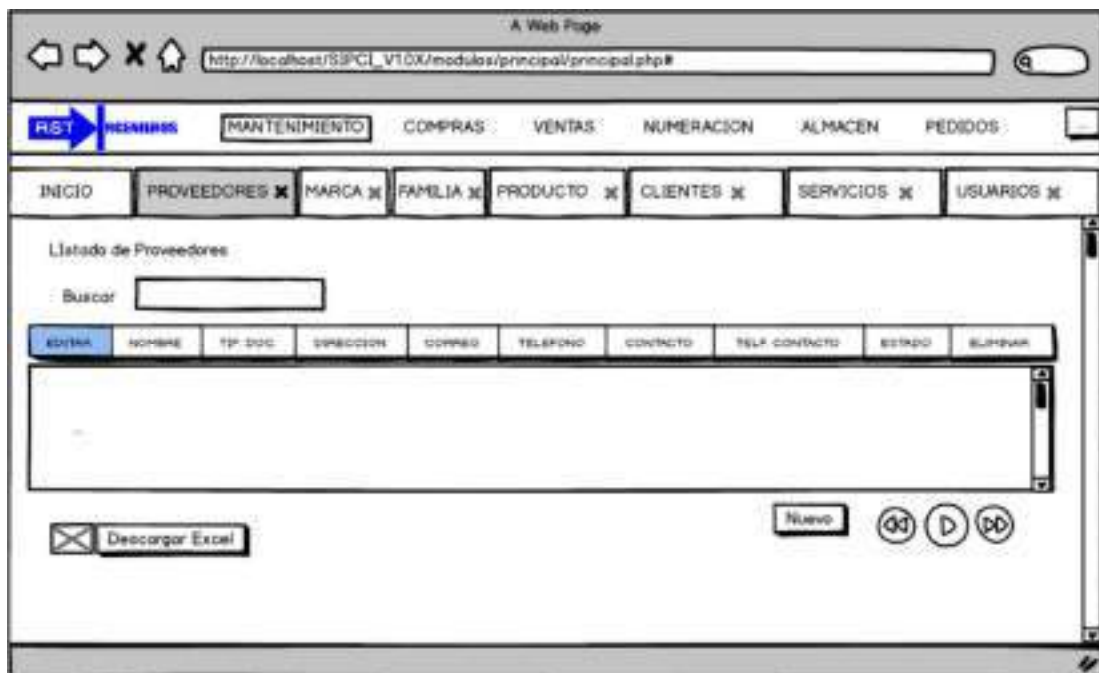 A Web Page
http://localhost/SIPCI_V10X/modulos/principal/principal.php#
RST INGENIEROS MANTENIMIENTO COMPRAS VENTAS NUMERACION ALMACEN PEDIDOS
INICIO PROVEEDORES X MARCA X FAMILIA X PRODUCTO X CLIENTES X SERVICIOS X USUARIOS X
LIstado de Proveedores
Buscar
EDITAR NOMBRE TIP DOC DIRECCION CORREO TELEFONO CONTACTO TELF CONTACTO ESTADO ELIMINAR
Nuevo
Descargar Excel